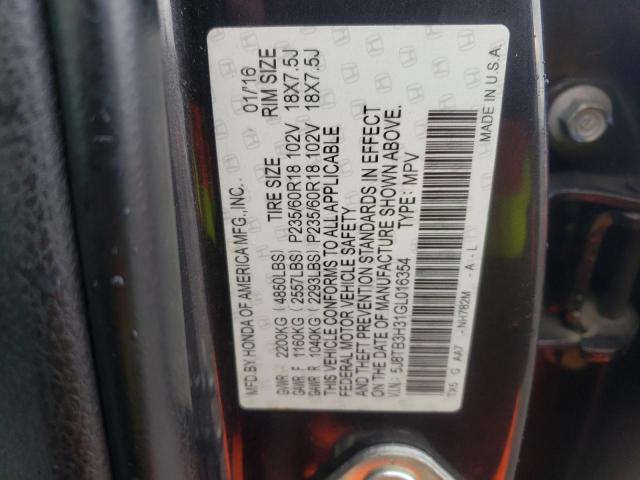 MFD.BY HONDA OF AMERICA MFG.,INC. 01/'16
TIRE SIZE RIM SIZE
GVWR 2200KG (4850LBS)
GAWR F 1160KG (2557LBS) P235/60R18 102V 18X7.5J
GAWR R 1040KG (2293LBS) P235/60R18 102V 18X7.5J
THIS VEHICLE CONFORMS TO ALL APPLICABLE
FEDERAL MOTOR VEHICLE SAFETY
AND THEFT PREVENTION STANDARDS IN EFFECT
ON THE DATE OF MANUFACTURE SHOWN ABOVE.
V.I.N.: 5J8TB3H31GL016354 TYPE: MPV
TX5 G AA7 -NH782M -A -L
MADE IN U.S.A.